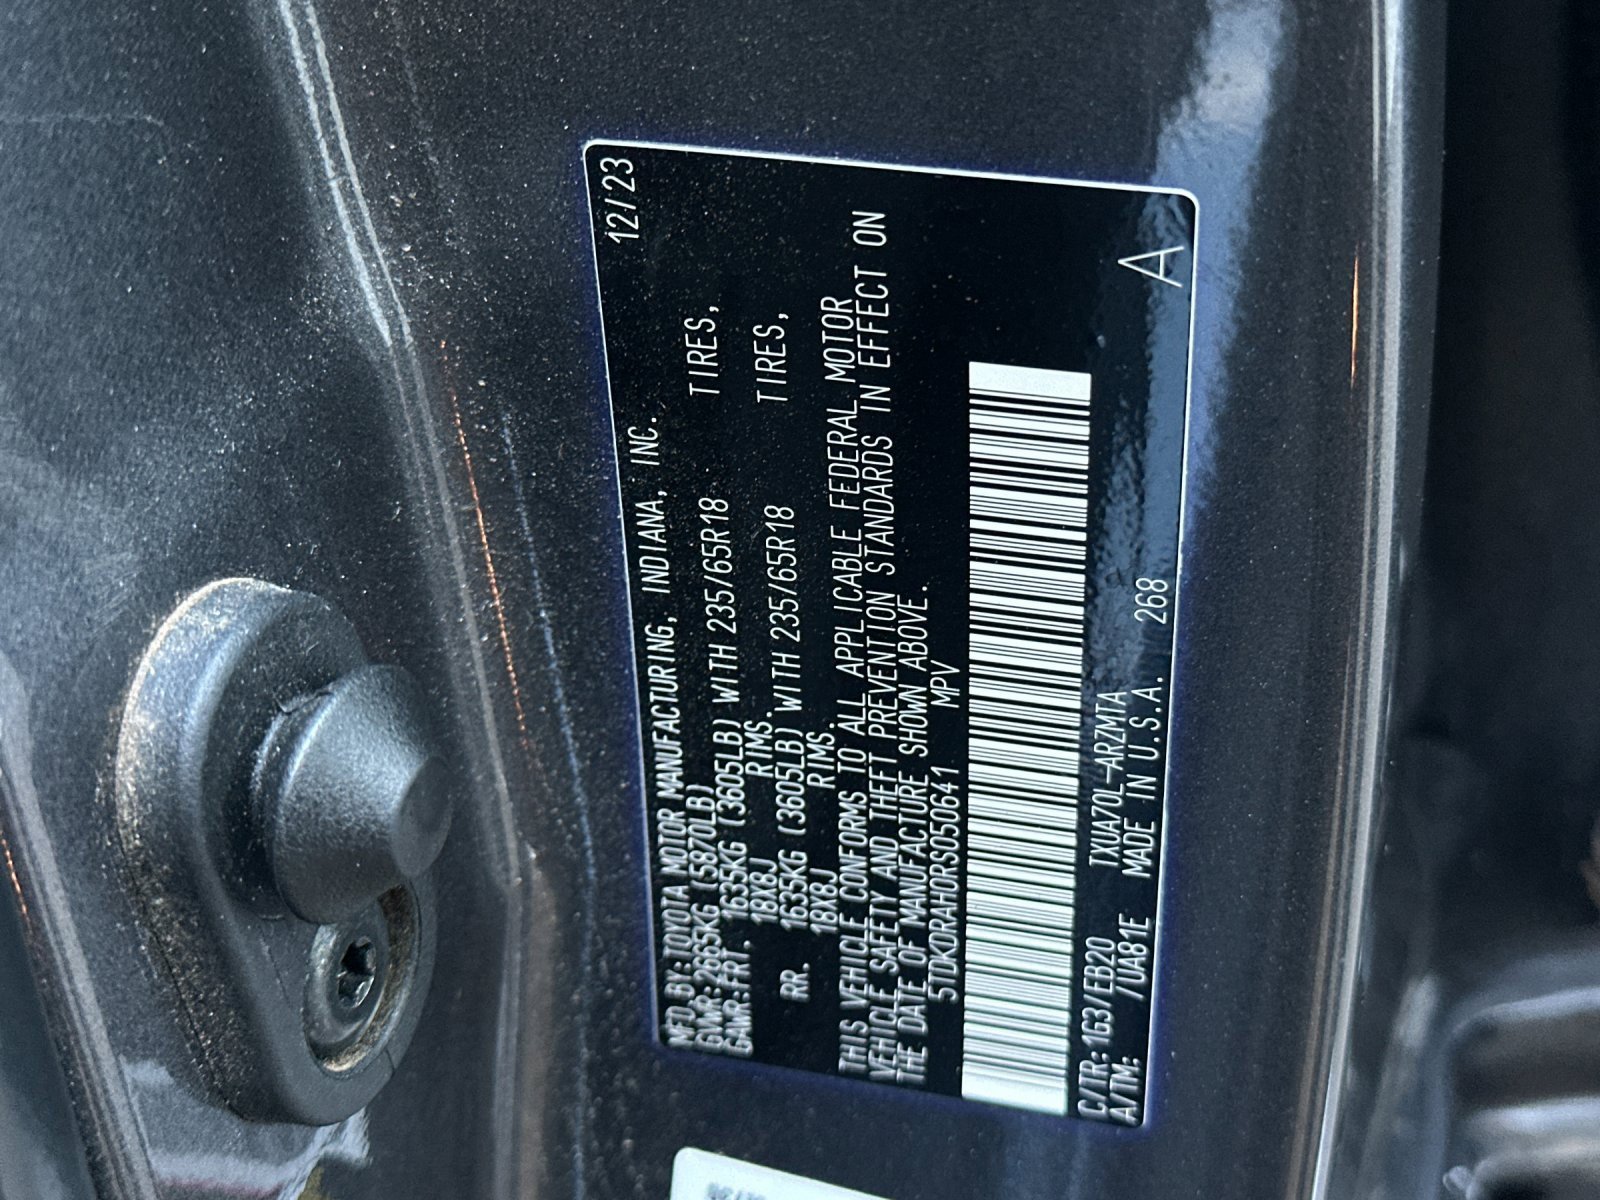 MFD. BY: TOYOTA MOTOR MANUFACTURING, INDIANA, INC. 12/23
GVWR: 2665KG (5870LB)
GAWR: FRT. 1635KG (3605LB) WITH 235/65R18 TIRES,
18X8J RIMS.
RR. 1635KG (3605LB) WITH 235/65R18 TIRES,
18X8J RIMS.
THIS VEHICLE CONFORMS TO ALL APPLICABLE FEDERAL MOTOR
VEHICLE SAFETY AND THEFT PREVENTION STANDARDS IN EFFECT ON
THE DATE OF MANUFACTURE SHOWN ABOVE.
5TDKDRAH0RS050641 MPV
C/TR: 1G3/EB20 TXUA70L-ARZMTA
A/TM: /UA81E MADE IN U.S.A. 268
A